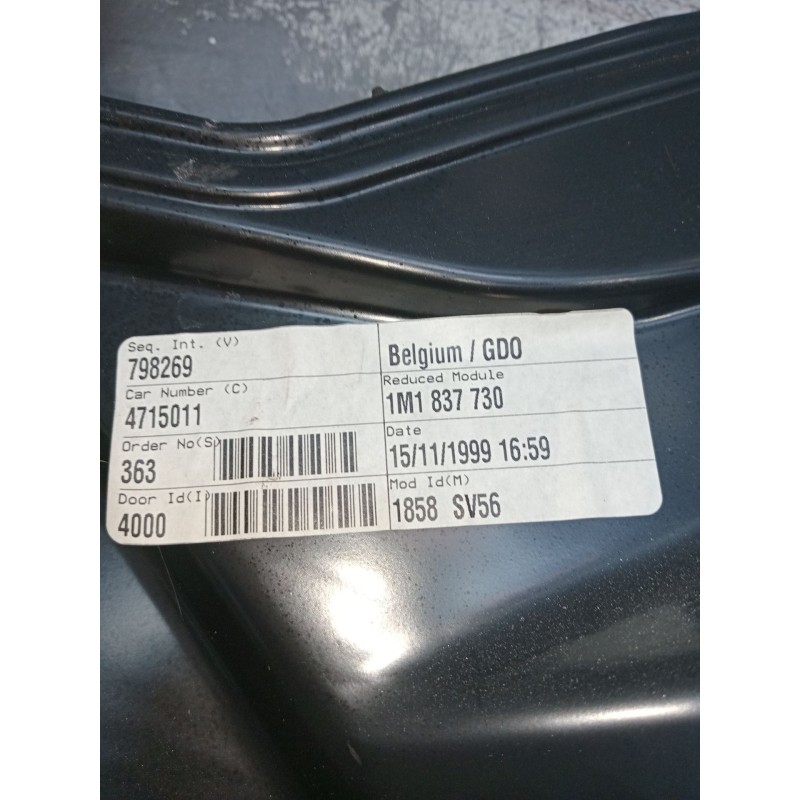 Seq. Int. (V)
798269
Car Number (C)
4715011
Order No(S)
363
Door Id(I)
4000
Belgium / GDO
Reduced Module
1M1 837 730
Date
15/11/1999 16:59
Mod Id(M)
1858 SV56